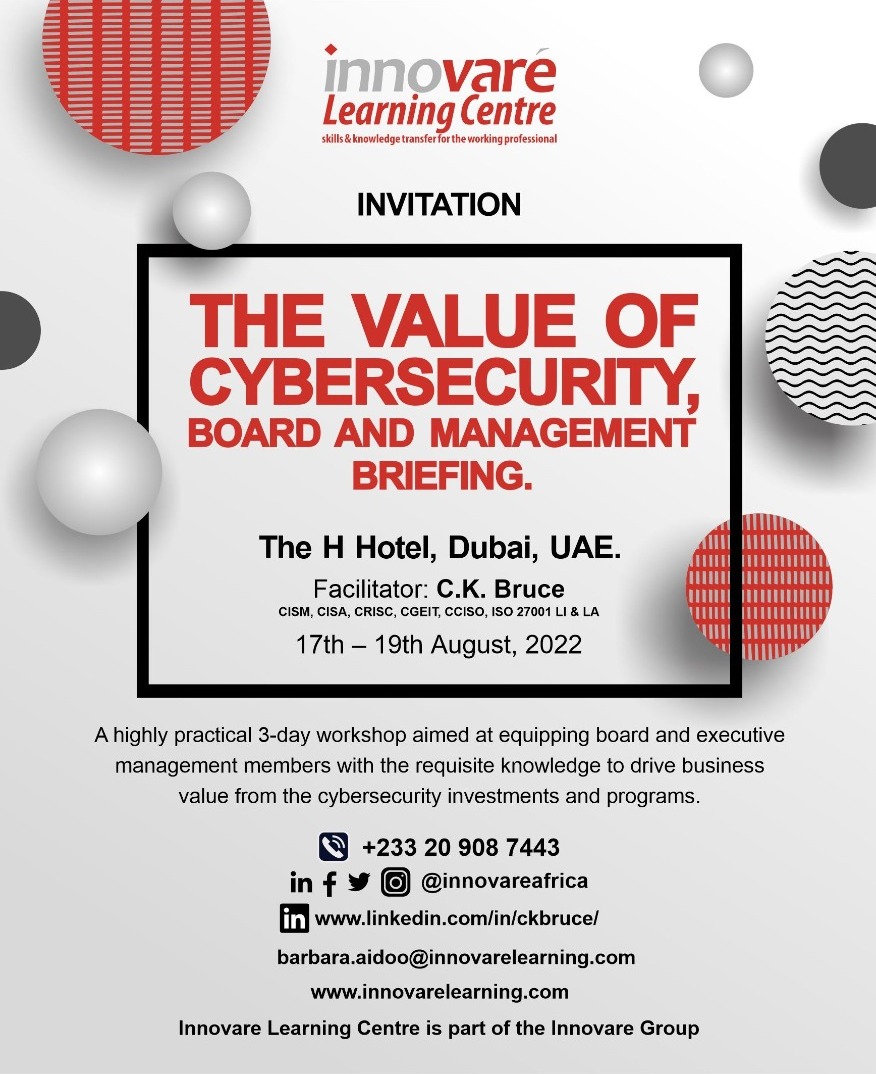 innovaré
Learning Centre
skills & knowledge transfer for the working professional
INVITATION
THE VALUE OF
CYBERSECURITY,
BOARD AND MANAGEMENT
BRIEFING.
The H Hotel, Dubai, UAE.
Facilitator: C.K. Bruce
CISM, CISA, CRISC, CGEIT, CCISO, ISO 27001 LI & LA
17th – 19th August, 2022
A highly practical 3-day workshop aimed at equipping board and executive
management members with the requisite knowledge to drive business
value from the cybersecurity investments and programs.
+233 20 908 7443
@innovareafrica
www.linkedin.com/in/ckbruce/
barbara.aidoo@innovarelearning.com
www.innovarelearning.com
Innovare Learning Centre is part of the Innovare Group